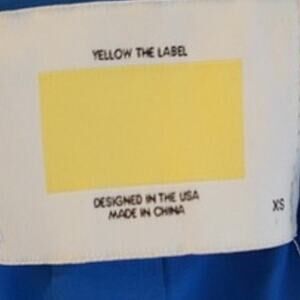 YELLOW THE LABEL
DESIGNED IN THE USA
MADE IN CHINA
XS